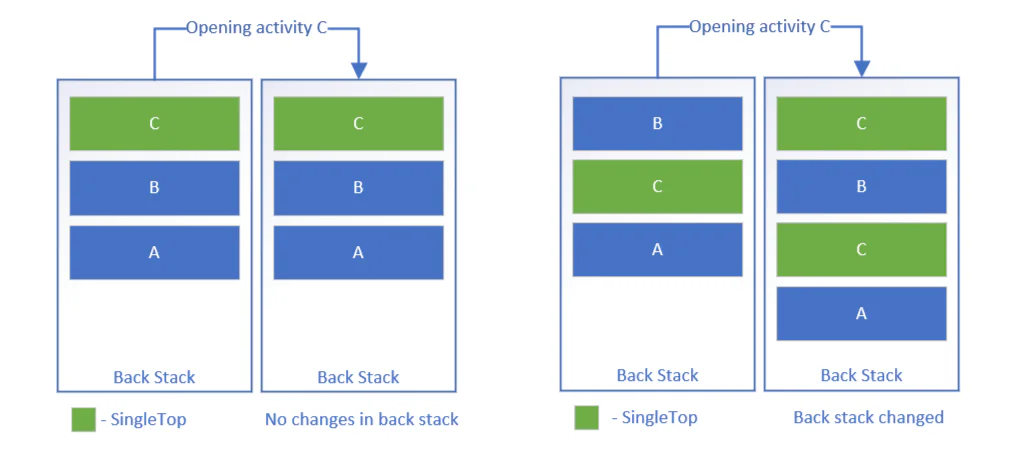 Opening activity C
C
B
A
Back Stack
C
B
A
Back Stack
- SingleTop
No changes in back stack
Opening activity C
B
C
A
Back Stack
C
B
C
A
Back Stack
- SingleTop
Back stack changed